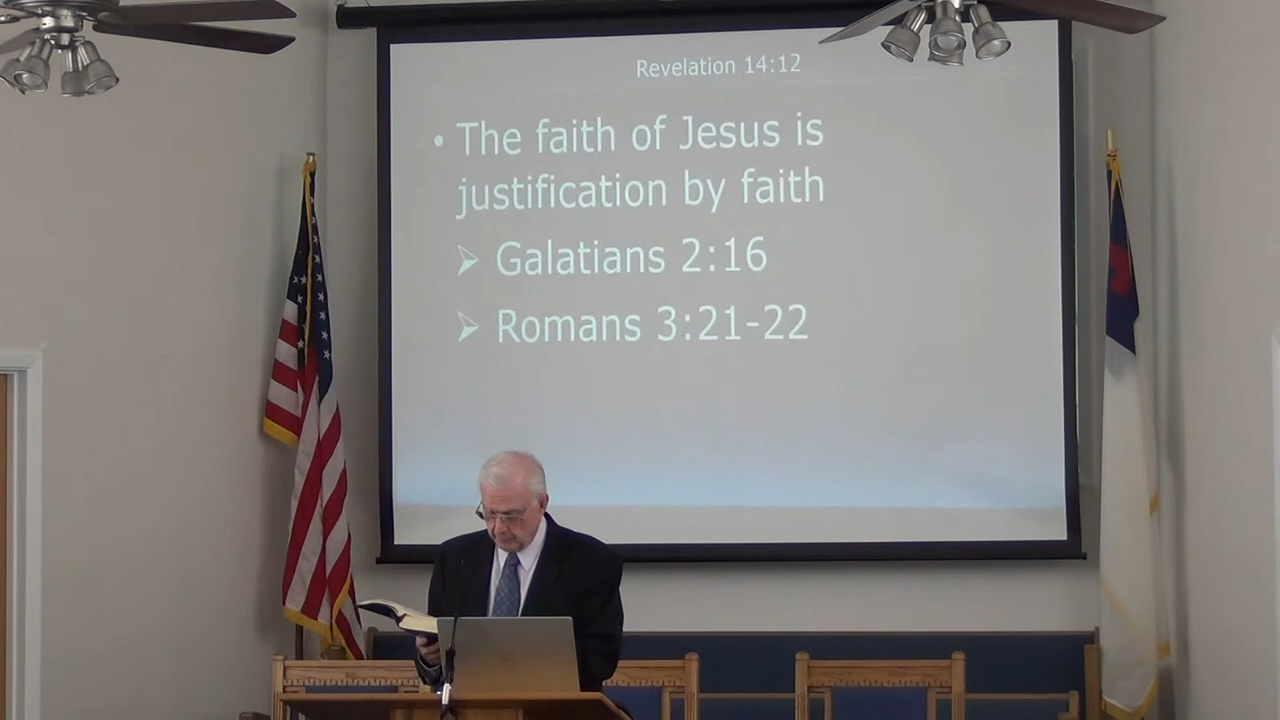 Revelation 14:12
• The faith of Jesus is
justification by faith
➢ Galatians 2:16
➢ Romans 3:21-22